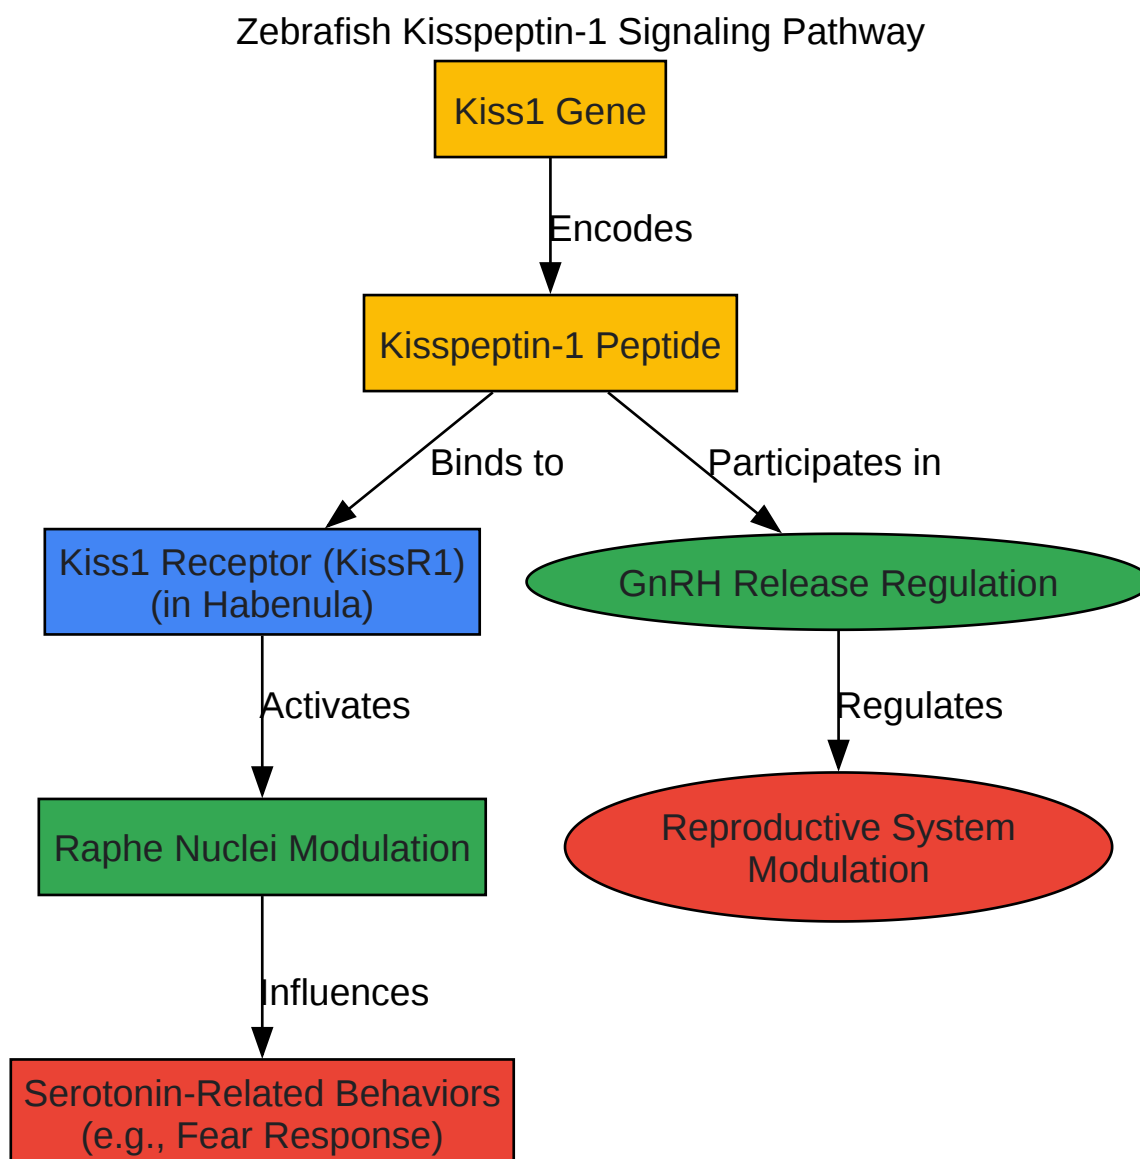 Zebrafish Kisspeptin-1 Signaling Pathway
Kiss1 Gene
Encodes
Kisspeptin-1 Peptide
Binds to
Participates in
Kiss1 Receptor (KissR1)
(in Habenula)
GnRH Release Regulation
Activates
Regulates
Raphe Nuclei Modulation
Reproductive System
Modulation
Influences
Serotonin-Related Behaviors
(e.g., Fear Response)